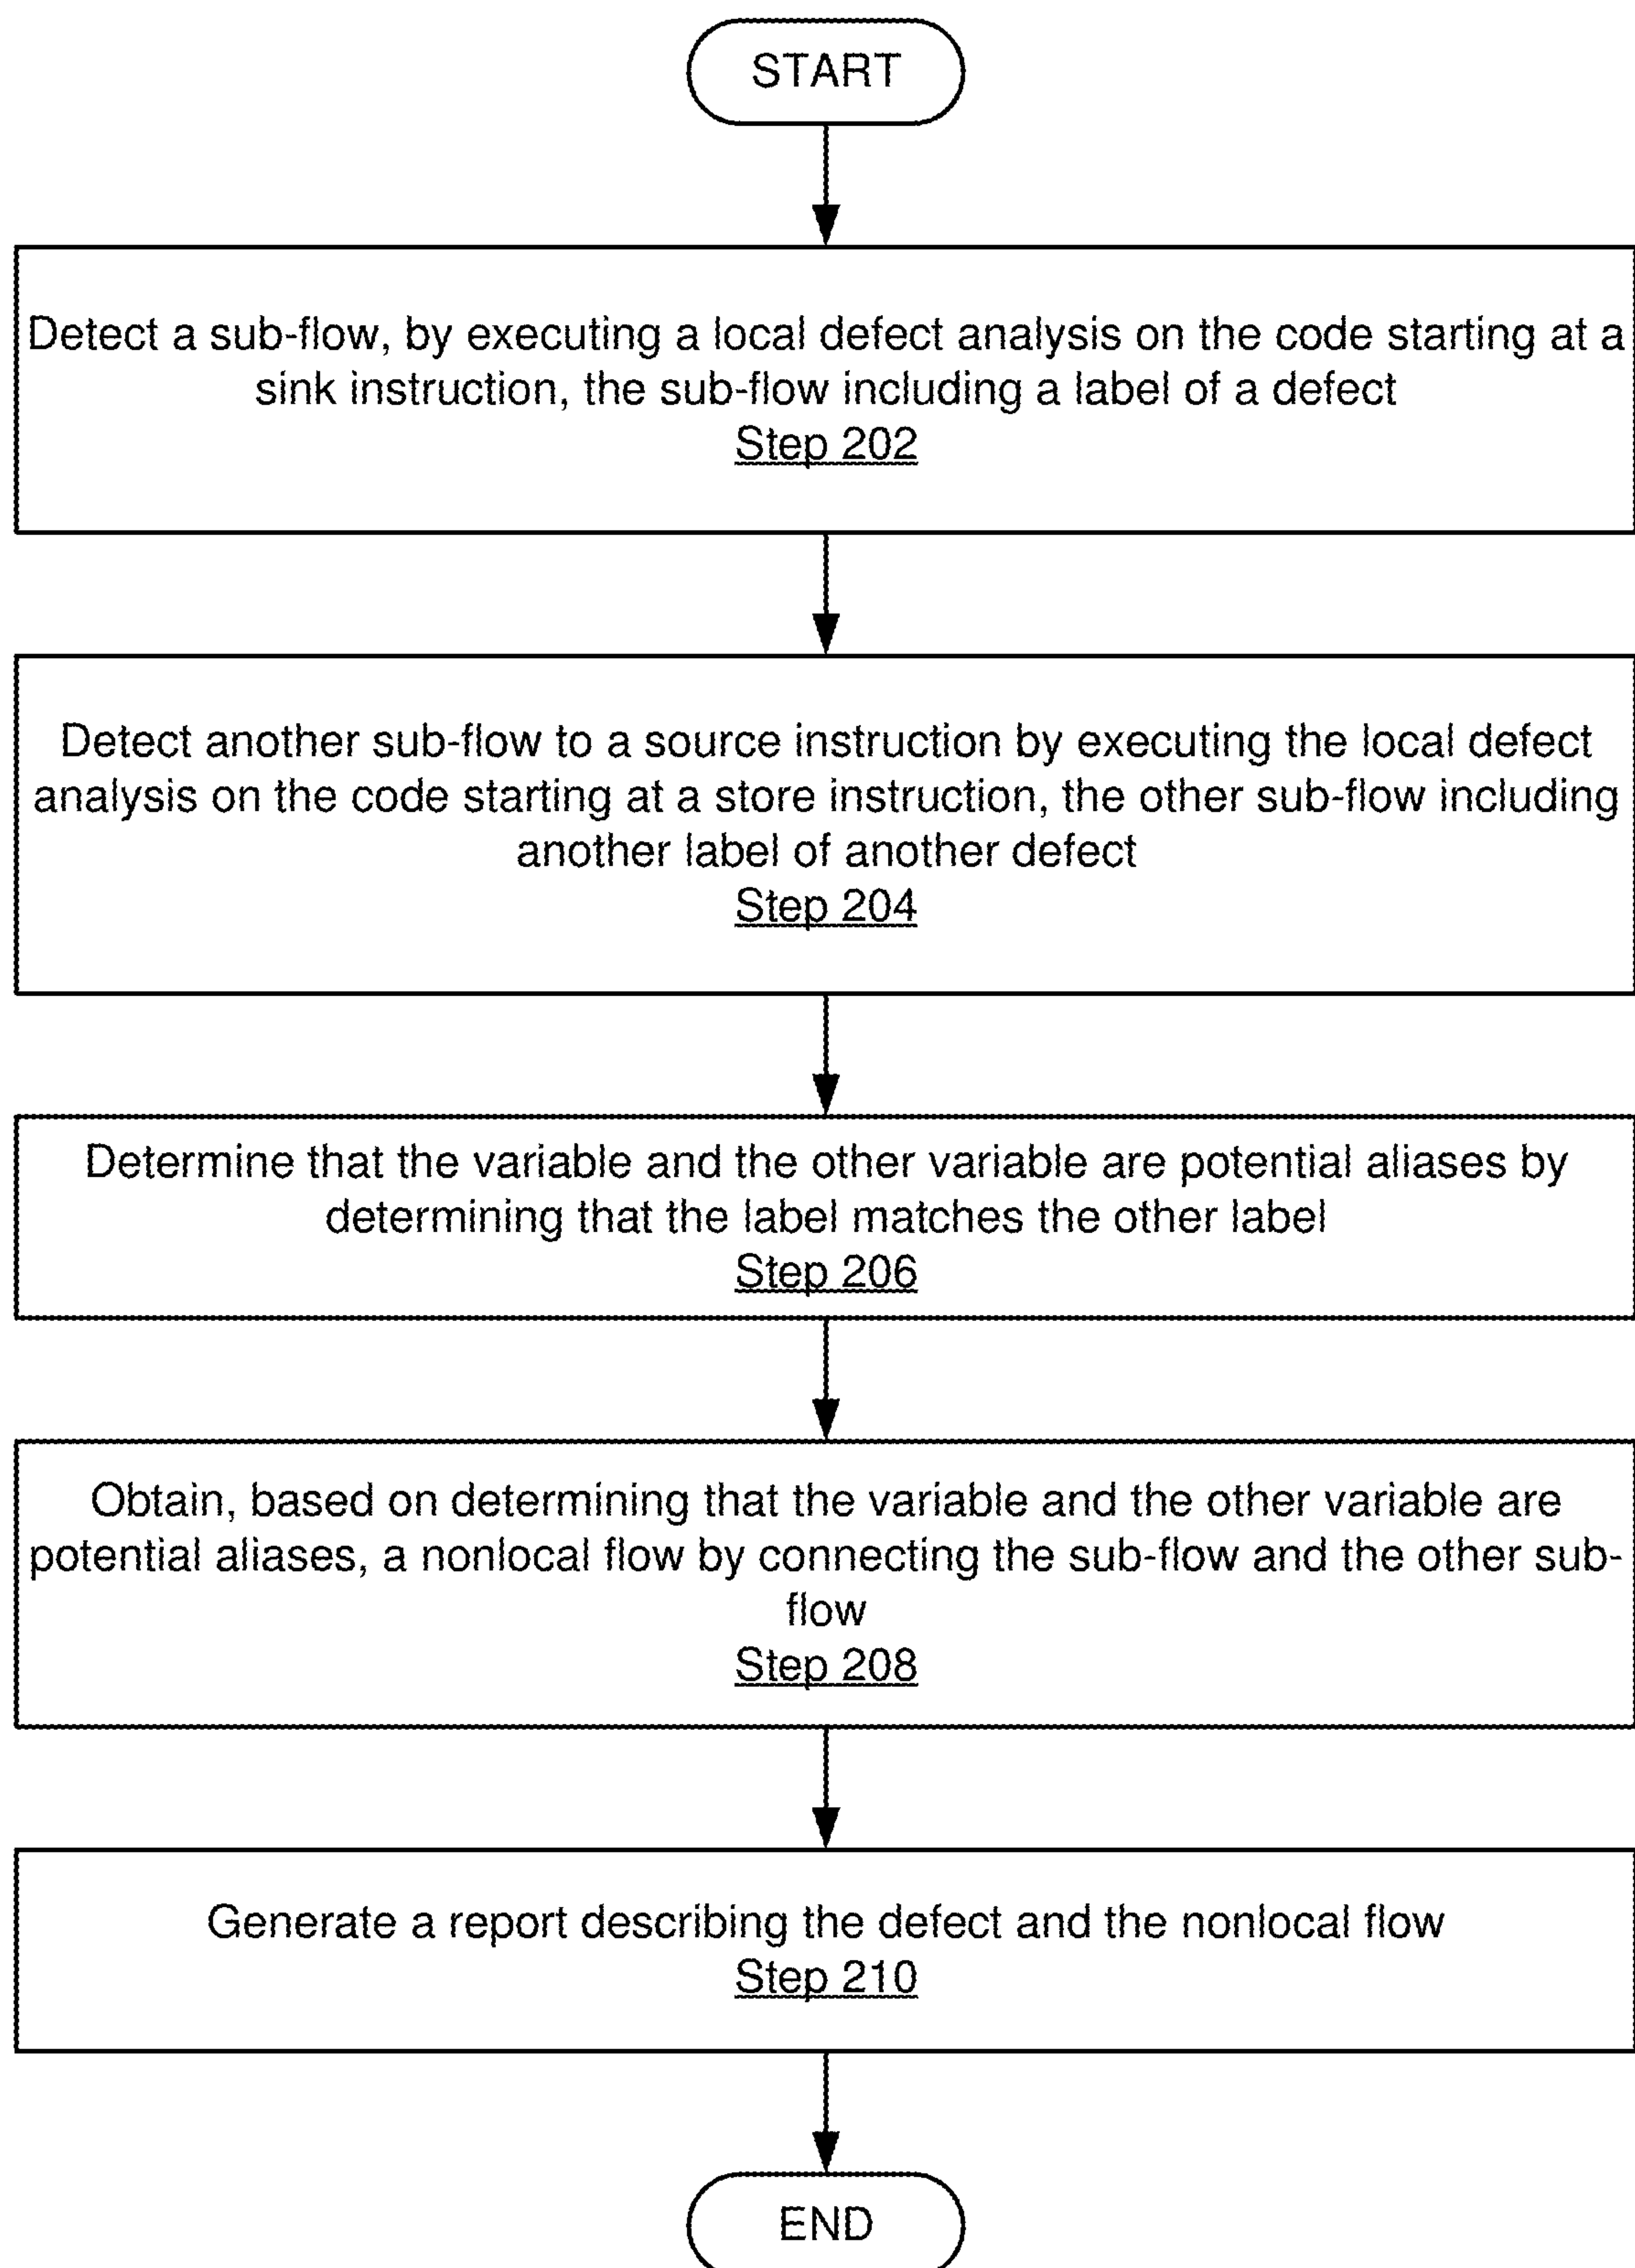 START
Detect a sub-flow, by executing a local defect analysis on the code starting at a
sink instruction, the sub-flow including a label of a defect
Step 202
Detect another sub-flow to a source instruction by executing the local defect
analysis on the code starting at a store instruction, the other sub-flow including
another label of another defect
Step 204
Determine that the variable and the other variable are potential aliases by
determining that the label matches the other label
Step 206
Obtain, based on determining that the variable and the other variable are
potential aliases, a nonlocal flow by connecting the sub-flow and the other sub-
flow
Step 208
Generate a report describing the defect and the nonlocal flow
Step 210
END